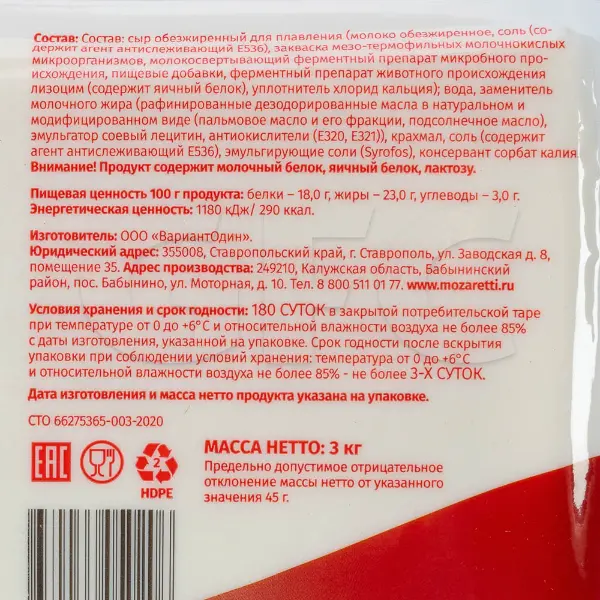 Состав: Состав: сыр обезжиренный для плавления (молоко обезжиренное, соль (со-
держит агент антислеживающий Е536), закваска мезо-термофильных молочнокислых
микроорганизмов, молокосвертывающий ферментный препарат микробного про-
исхождения, пищевые добавки, ферментный препарат животного происхождения
лизоцим (содержит яичный белок), уплотнитель хлорид кальция); вода, заменитель
молочного жира (рафинированные дезодорированные масла в натуральном и
модифицированном виде (пальмовое масло и его фракции, подсолнечное масло),
эмульгатор соевый лецитин, антиокислители (Е320, Е321)), крахмал, соль (содержит
агент антислеживающий Е536), эмульгирующие соли (Syrofos), консервант сорбат калия.
Внимание! Продукт содержит молочный белок, яичный белок, лактозу.
Пищевая ценность 100 г продукта: белки – 18,0 г, жиры – 23,0 г, углеводы – 3,0 г.
Энергетическая ценность: 1180 кДж/ 290 ккал.
Изготовитель: ООО «ВариантОдин».
Юридический адрес: 355008, Ставропольский край, г. Ставрополь, ул. Заводская д. 8,
помещение 35. Адрес производства: 249210, Калужская область, Бабынинский
район, пос. Бабынино, ул. Моторная, д. 10. Тел. 8 800 511 01 77. www.mozaretti.ru
Условия хранения и срок годности: 180 СУТОК в закрытой потребительской таре
при температуре от 0 до +6°С и относительной влажности воздуха не более 85%
с даты изготовления, указанной на упаковке. Срок годности после вскрытия
упаковки при соблюдении условий хранения: температура от 0 до +6°С
и относительности воздуха не более 85% - не более 3-Х СУТОК.
Дата изготовления и масса нетто продукта указана на упаковке.
СТО 66275365-003-2020
ЕАС
2
HDPE
МАССА НЕТТО: 3 кг
Предельно допустимое отрицательное
отклонение массы нетто от указанного
значения 45 г.